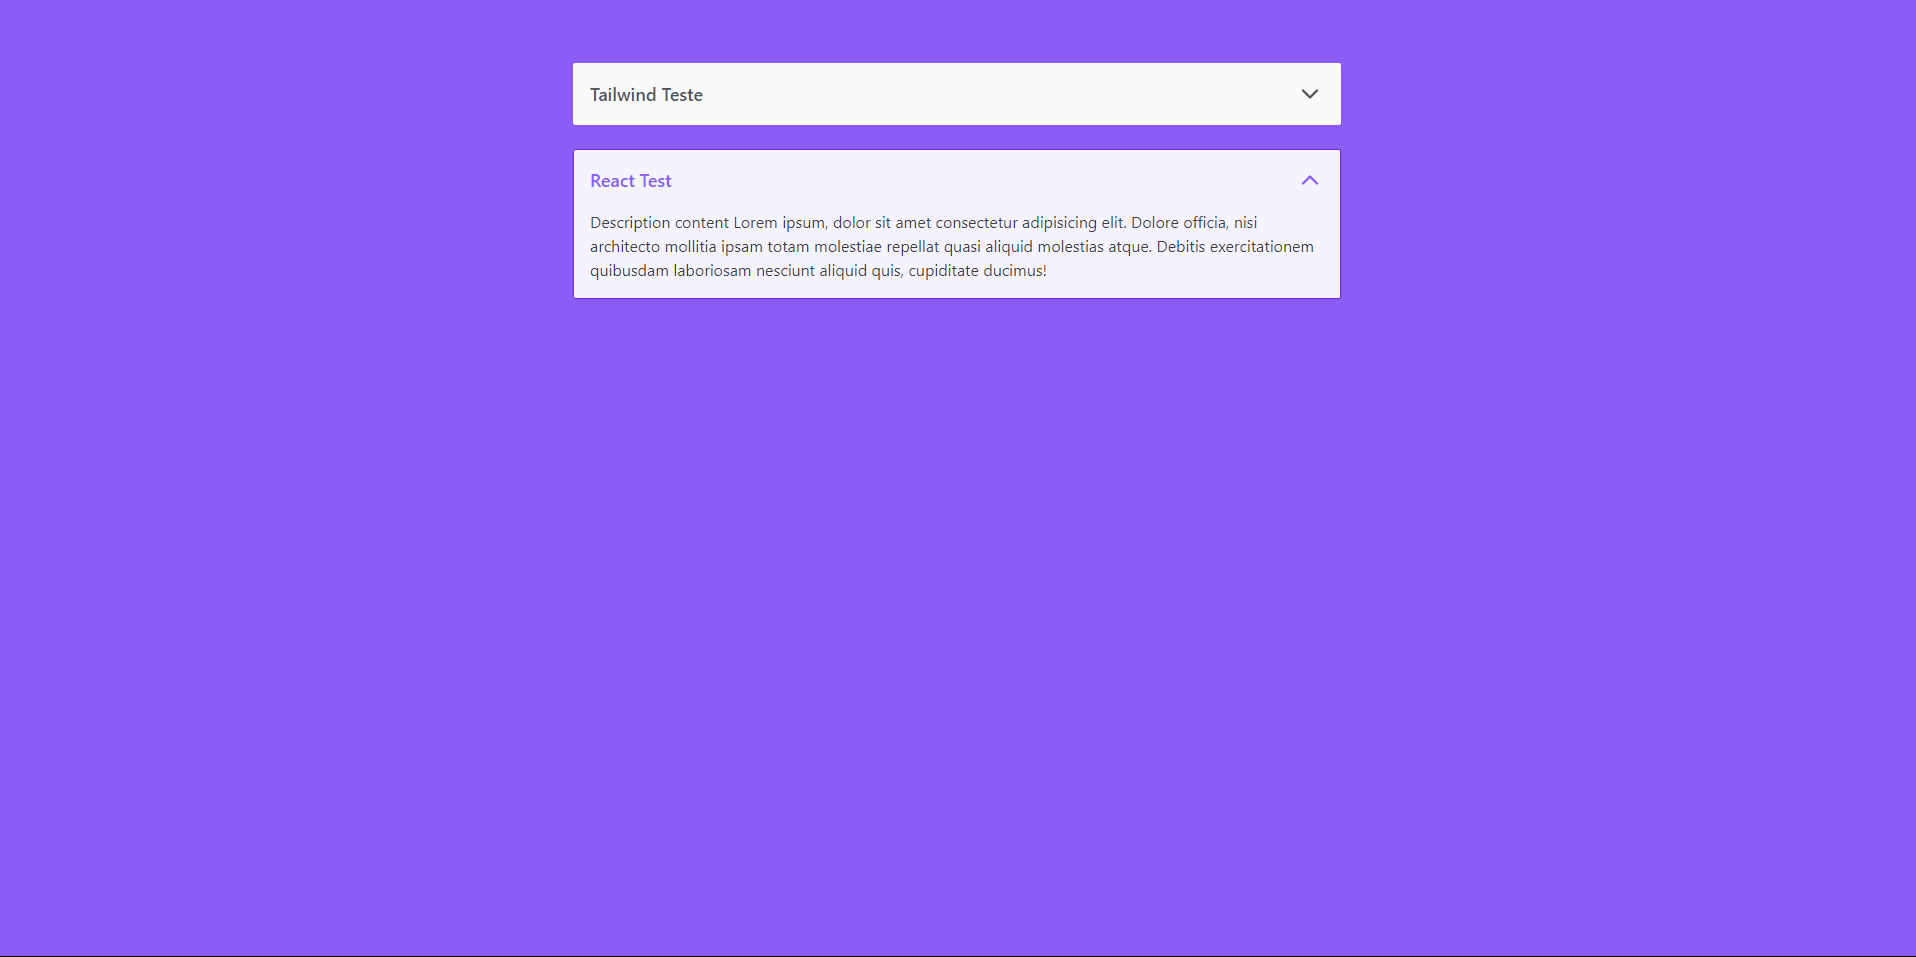 Tailwind Teste
React Test
Description content Lorem ipsum, dolor sit amet consectetur adipisicing elit. Dolore officia, nisi
architecto mollitia ipsam totam molestiae repellat quasi aliquid molestias atque. Debitis exercitationem
quibusdam laboriosam nesciunt aliquid quis, cupiditate ducimus!